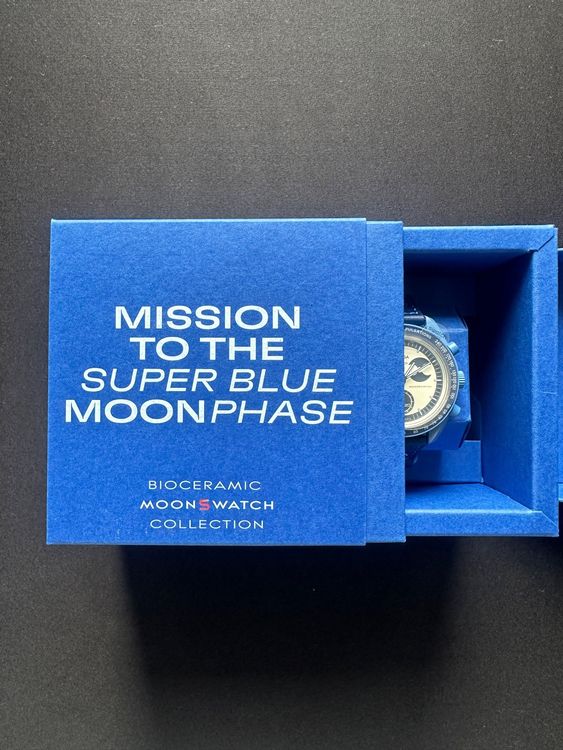 MISSION
TO THE
SUPER BLUE
MOONPHASE
BIOCERAMIC
MOONSWATCH
COLLECTION